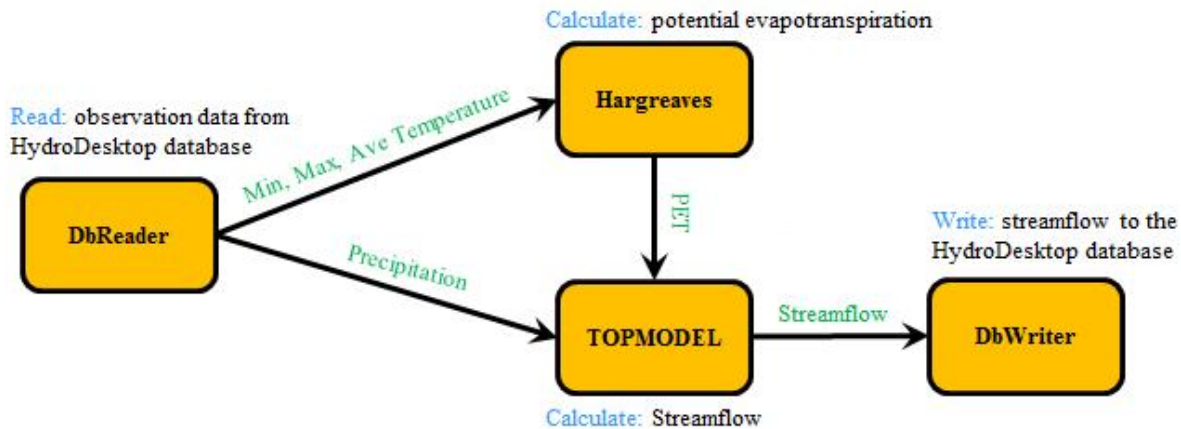 Calculate: potential evapotranspiration
Hargreaves
Read: observation data from
HydroDesktop database
Min, Max, Ave Temperature
DbReader
PET
Precipitation
Write: streamflow to the
HydroDesktop database
TOPMODEL
Streamflow
DbWriter
Calculate: Streamflow